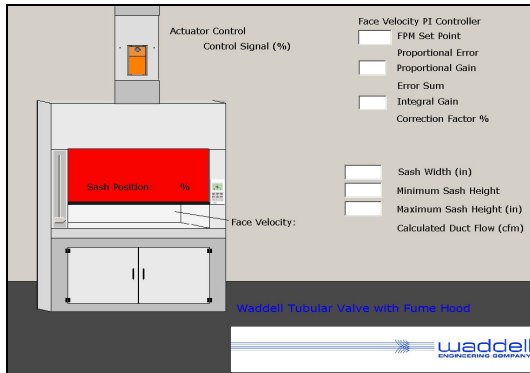 Actuator Control
Control Signal (%)
Face Velocity PI Controller
FPM Set Point
Proportional Error
Proportional Gain
Error Sum
Integral Gain
Correction Factor %
Sash Position: %
Face Velocity:
Sash Width (in)
Minimum Sash Height
Maximum Sash Height (in)
Calculated Duct Flow (cfm)
Waddell Tubular Valve with Fume Hood
waddell
ENGINEERING COMPANY